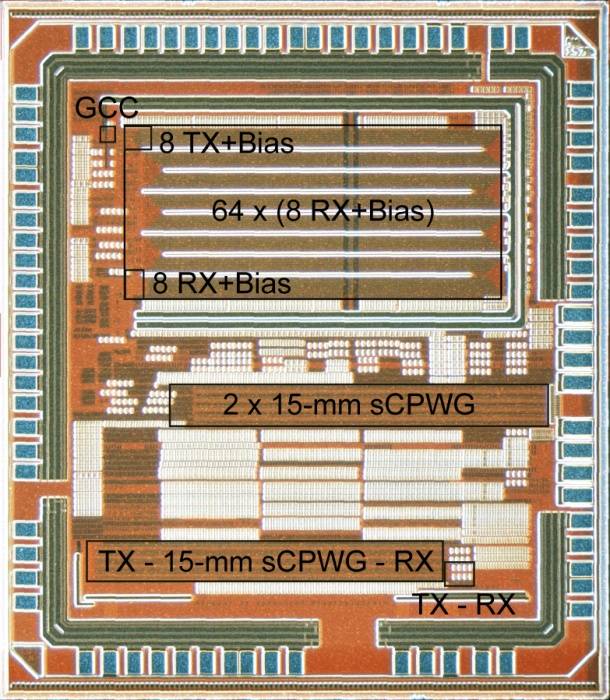 GCC
8 TX+Bias
64 x (8 RX+Bias)
8 RX+Bias
2 x 15-mm sCPWG
TX - 15-mm sCPWG - RX
TX - RX